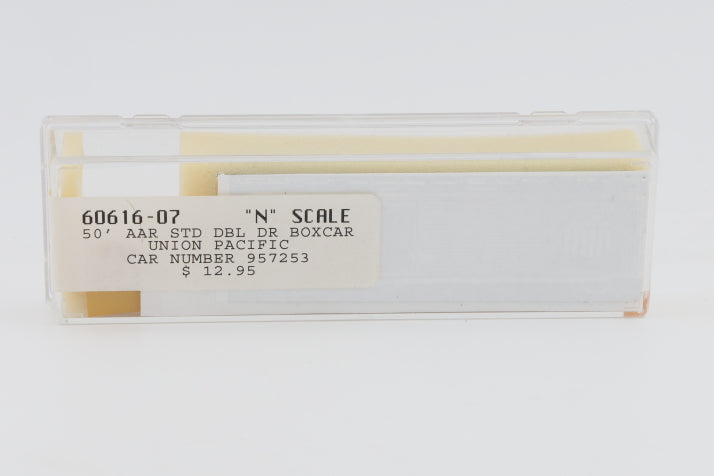 60616-07 "N" SCALE
50' AAR STD DBL DR BOXCAR
UNION PACIFIC
CAR NUMBER 957253
$ 12.95